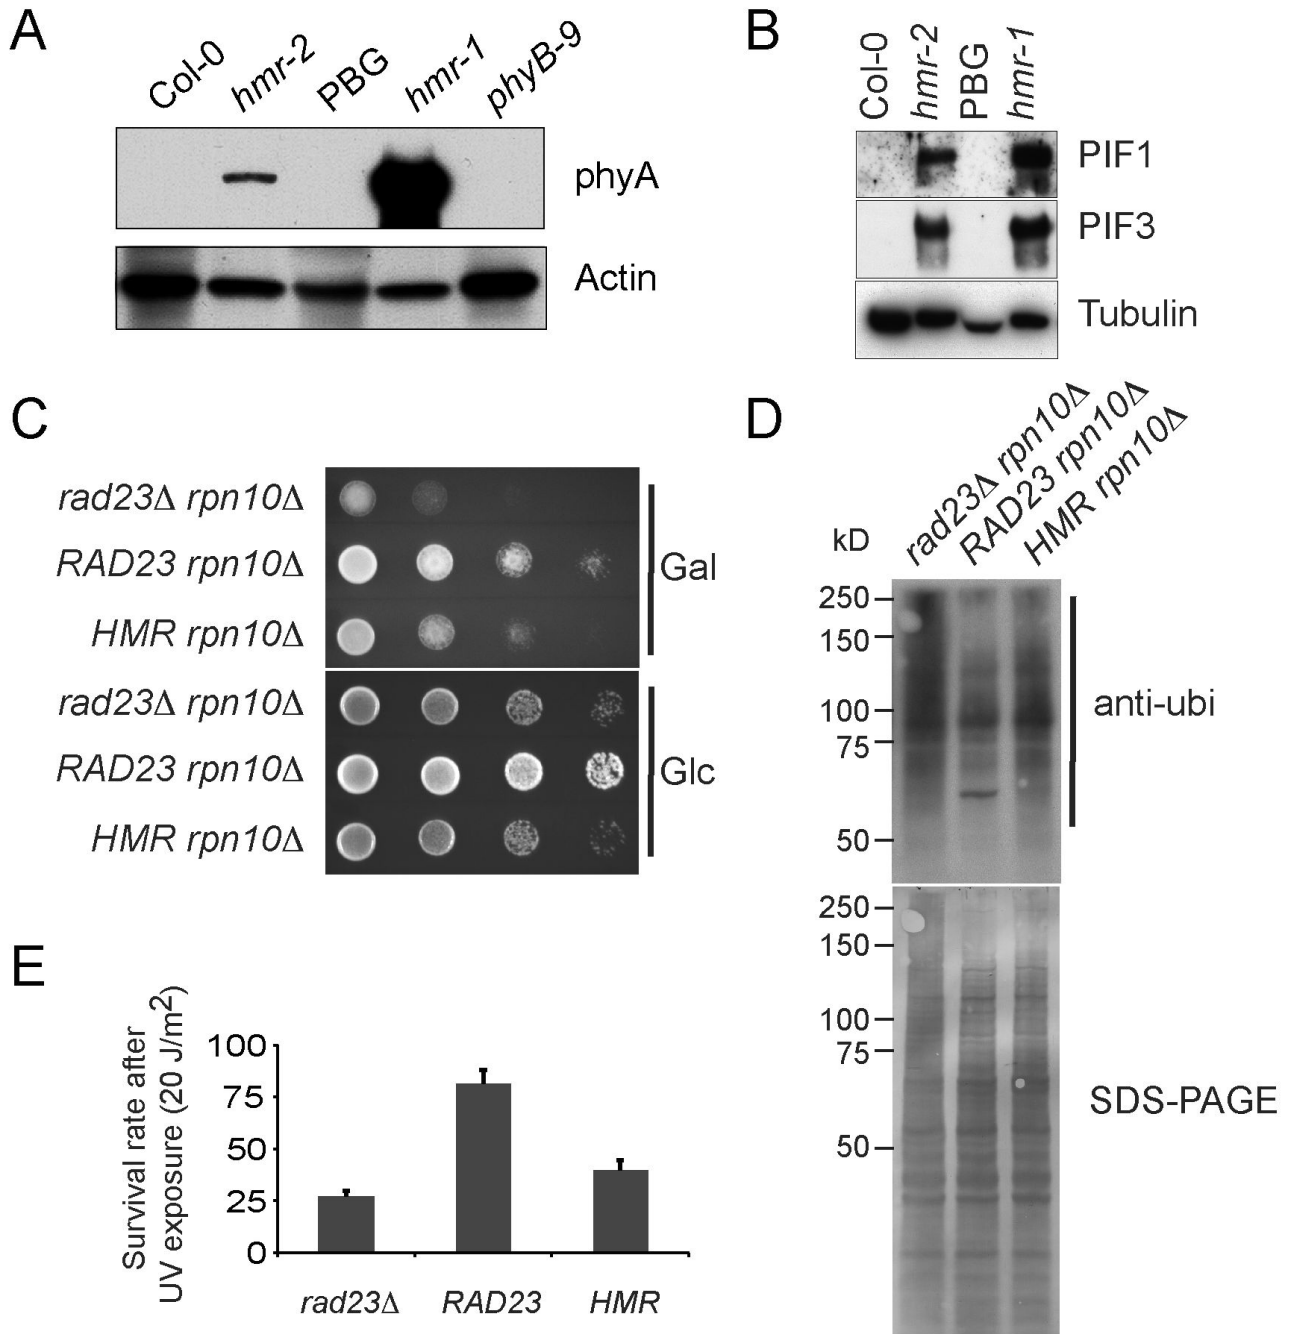 A
Col-0
hmr-2
PBG
hmr-1
phyB-9
phyA
Actin
B
Col-0
hmr-2
PBG
hmr-1
PIF1
PIF3
Tubulin
C
rad23Δ rpn10Δ
RAD23 rpn10Δ
HMR rpn10Δ
Gal
rad23Δ rpn10Δ
RAD23 rpn10Δ
HMR rpn10Δ
Glc
D
rad23Δ rpn10Δ
RAD23 rpn10Δ
HMR rpn10Δ
kD
250
150
100
75
50
anti-ubi
250
150
100
75
50
SDS-PAGE
E
Survival rate after
UV exposure (20 J/m²)
100
75
50
25
0
rad23Δ
RAD23
HMR